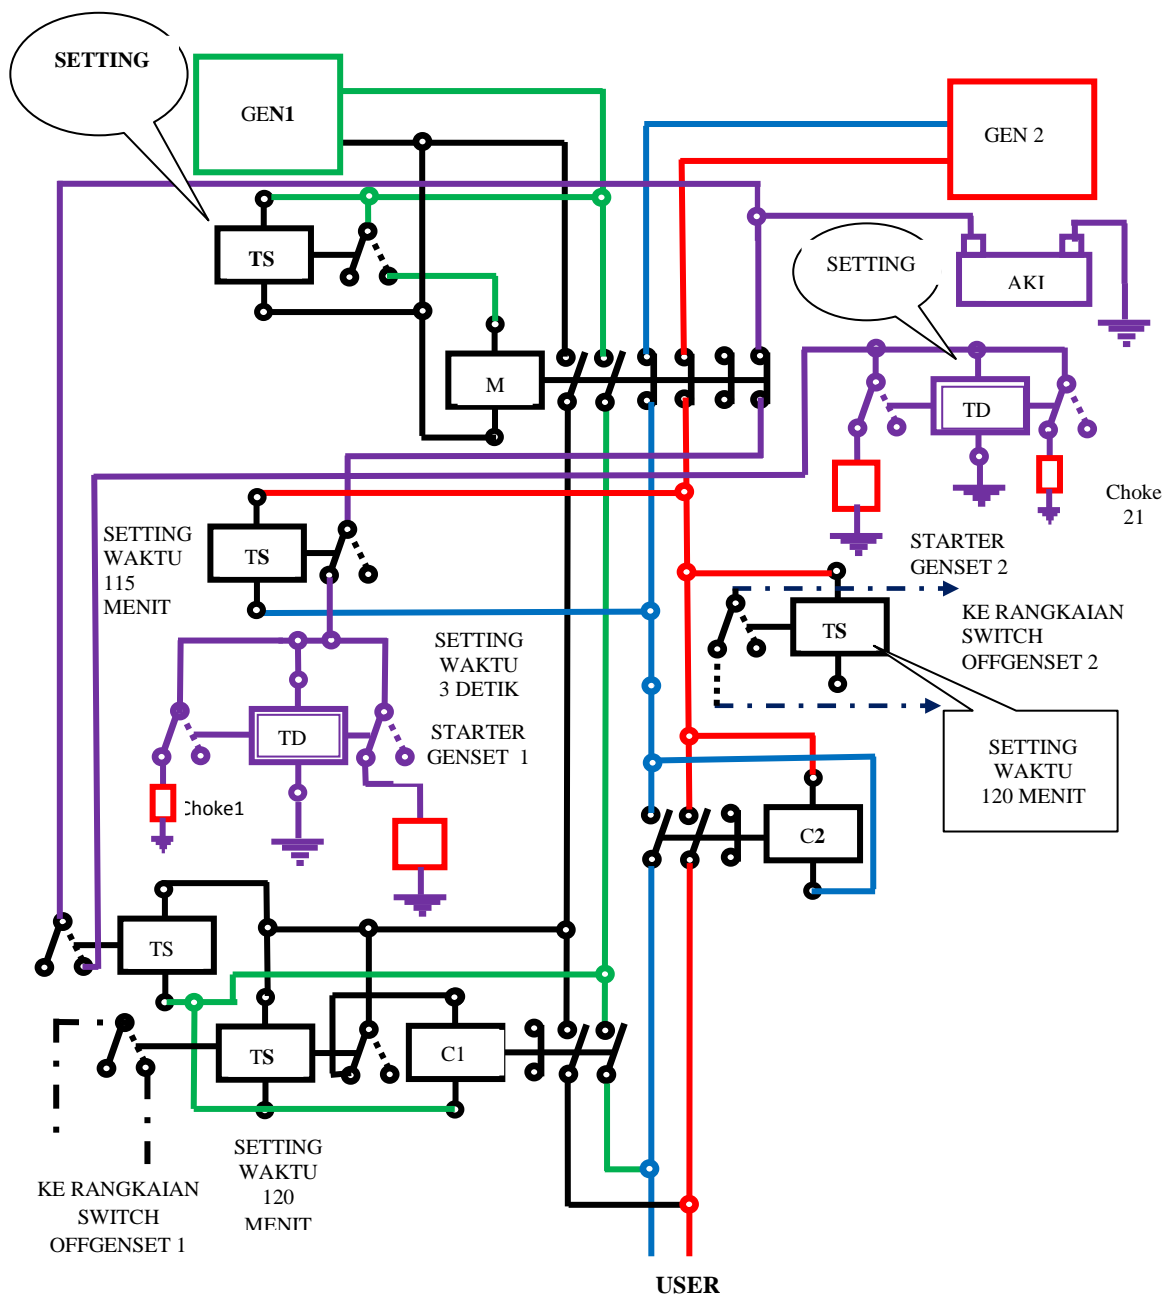 SETTING
GEN1
GEN 2
TS
SETTING
AKI
M
TD
Choke
21
SETTING
WAKTU
115
MENIT
TS
STARTER
GENSET 2
KE RANGKAIAN
SWITCH
OFFGENSET 2
TS
SETTING
WAKTU
3 DETIK
STARTER
GENSET 1
TD
SETTING
WAKTU
120 MENIT
Choke1
C2
TS
TS
C1
SETTING
WAKTU
120
MENIT
KE RANGKAIAN
SWITCH
OFFGENSET 1
USER